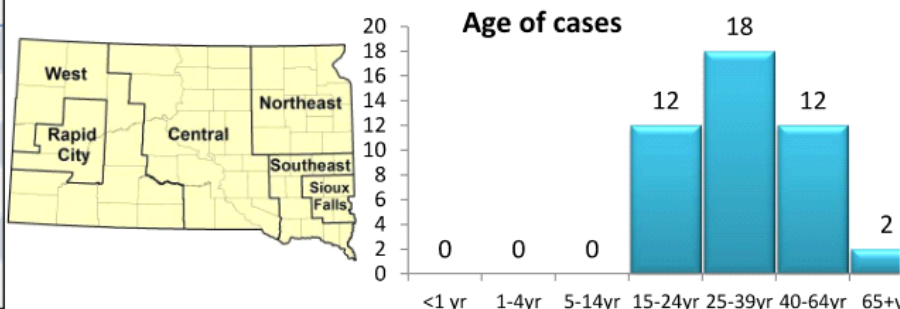 West
Rapid
City
Central
Northeast
Southeast
Sioux
Falls
Age of cases
20
18
16
14
12
10
8
6
4
2
0
0
0
0
12
18
12
2
<1 yr
1-4yr
5-14yr
15-24yr
25-39yr
40-64yr
65+y